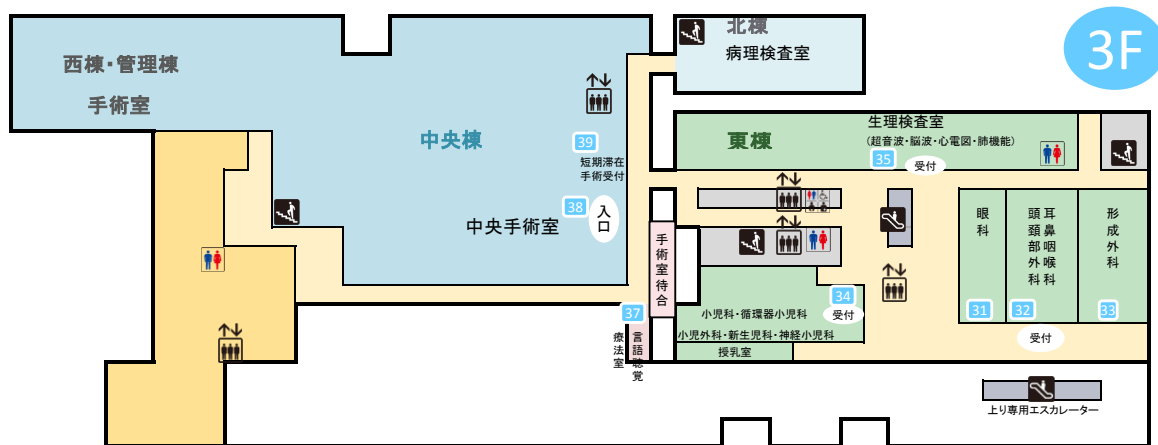 3F
西棟・管理棟
手術室
中央棟
39
短期滞在
手術受付
38
入口
中央手術室
北棟
病理検査室
東棟
生理検査室
(超音波・脳波・心電図・肺機能)
35
受付
手術室待合
37
言語聴覚
療法室
34
受付
小児科・循環器小児科
小児外科・新生児科・神経小児科
授乳室
眼科
31
耳鼻咽喉科
頭頸部外科
32
形成外科
33
受付
上り専用エスカレーター